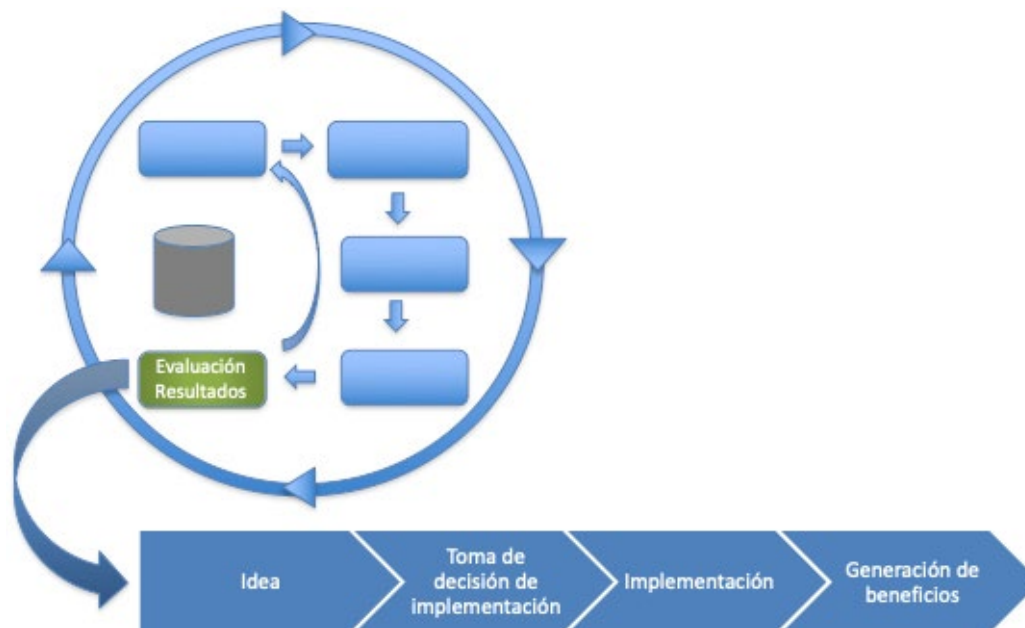 Evaluación
Resultados
Idea
Toma de
decisión de
implementación
Implementación
Generación de
beneficios